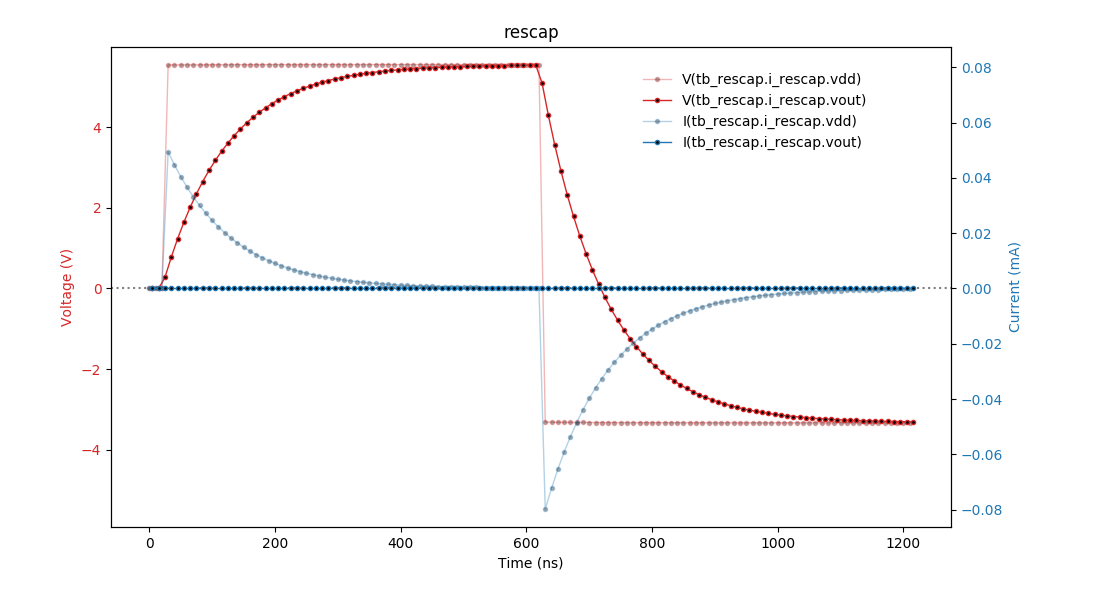 rescap
V(tb_rescap.i_rescap.vdd)
V(tb_rescap.i_rescap.vout)
I(tb_rescap.i_rescap.vdd)
I(tb_rescap.i_rescap.vout)
Voltage (V)
4
2
0
−2
−4
Current (mA)
0.08
0.06
0.04
0.02
0.00
−0.02
−0.04
−0.06
−0.08
0 200 400 600 800 1000 1200
Time (ns)